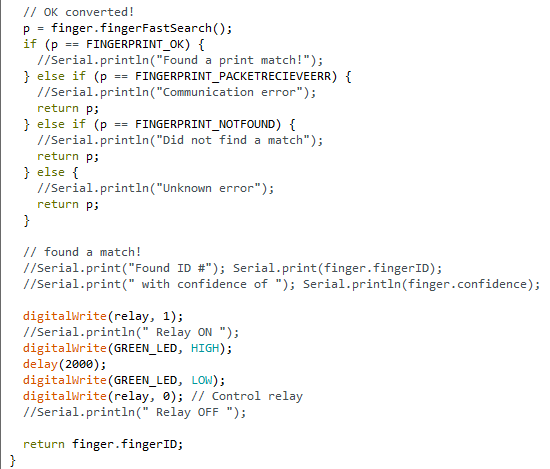 // OK converted!
p = finger.fingerFastSearch();
if (p == FINGERPRINT_OK) {
//Serial.println("Found a print match!");
} else if (p == FINGERPRINT_PACKETRECIEVEERR) {
//Serial.println("Communication error");
return p;
} else if (p == FINGERPRINT_NOTFOUND) {
//Serial.println("Did not find a match");
return p;
} else {
//Serial.println("Unknown error");
return p;
}
// found a match!
//Serial.print("Found ID #"); Serial.print(finger.fingerID);
//Serial.print(" with confidence of "); Serial.println(finger.confidence);
digitalWrite(relay, 1);
//Serial.println(" Relay ON ");
digitalWrite(GREEN_LED, HIGH);
delay(2000);
digitalWrite(GREEN_LED, LOW);
digitalWrite(relay, 0); // Control relay
//Serial.println(" Relay OFF ");
return finger.fingerID;
}